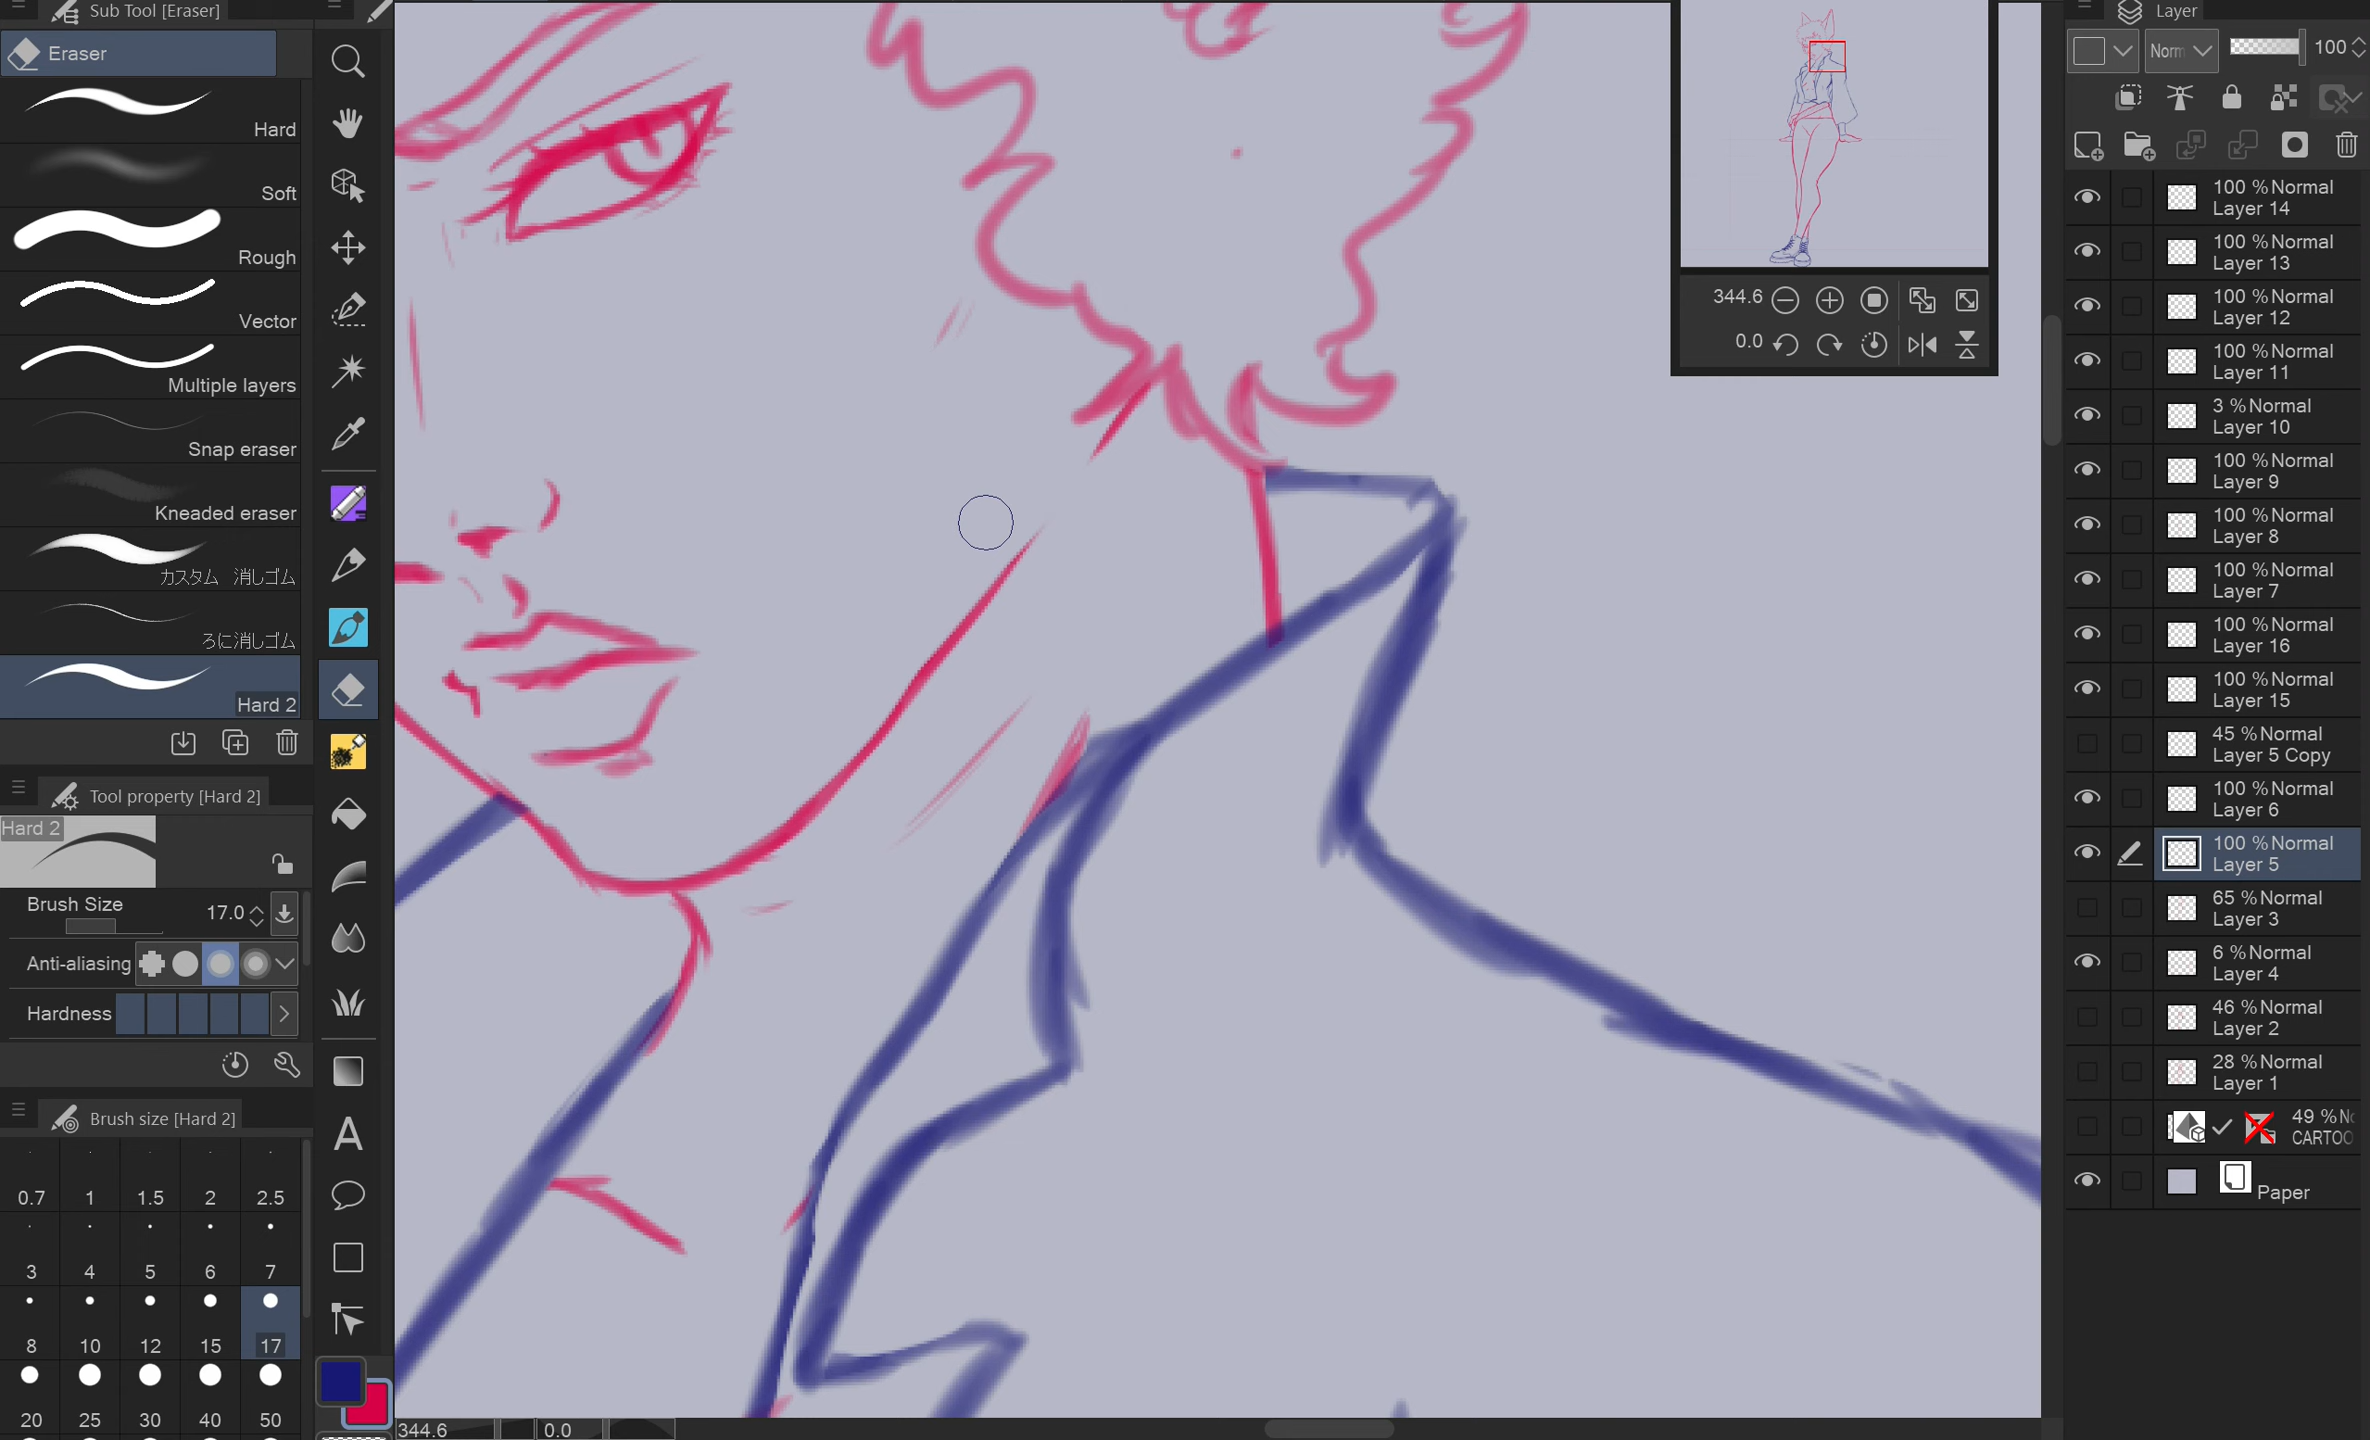 Sub Tool [Eraser]
Eraser
Hard
Soft
Rough
Vector
Multiple layers
Snap eraser
Kneaded eraser
カスタム 消しゴム
ろに消しゴム
Hard 2
Tool property [Hard 2]
Hard 2
Brush Size 17.0
Anti-aliasing
Hardness
Brush size [Hard 2]
0.7 1 1.5 2 2.5
3 4 5 6 7
8 10 12 15 17
20 25 30 40 50
A
344.6 0.0
344.6
0.0
Layer
Norm 100
100 %Normal
Layer 14
100 %Normal
Layer 13
100 %Normal
Layer 12
100 %Normal
Layer 11
3 %Normal
Layer 10
100 %Normal
Layer 9
100 %Normal
Layer 8
100 %Normal
Layer 7
100 %Normal
Layer 16
100 %Normal
Layer 15
45 %Normal
Layer 5 Copy
100 %Normal
Layer 6
100 %Normal
Layer 5
65 %Normal
Layer 3
6 %Normal
Layer 4
46 %Normal
Layer 2
28 %Normal
Layer 1
49 %No
CARTOO
Paper